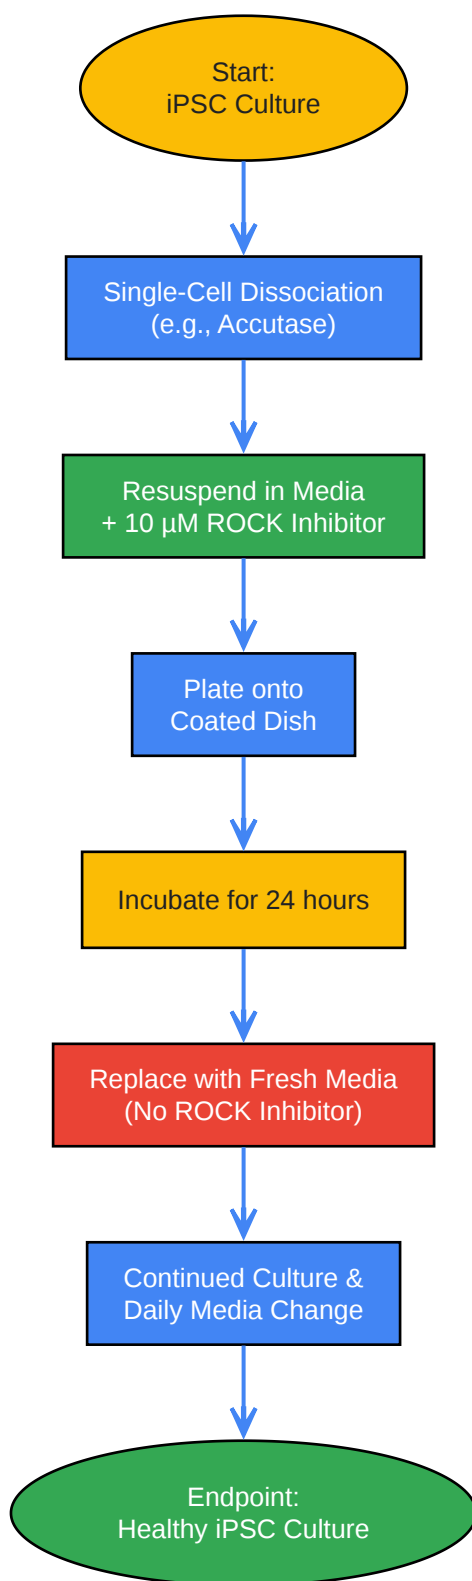 Start:
iPSC Culture
Single-Cell Dissociation
(e.g., Accutase)
Resuspend in Media
+ 10 µM ROCK Inhibitor
Plate onto
Coated Dish
Incubate for 24 hours
Replace with Fresh Media
(No ROCK Inhibitor)
Continued Culture &
Daily Media Change
Endpoint:
Healthy iPSC Culture